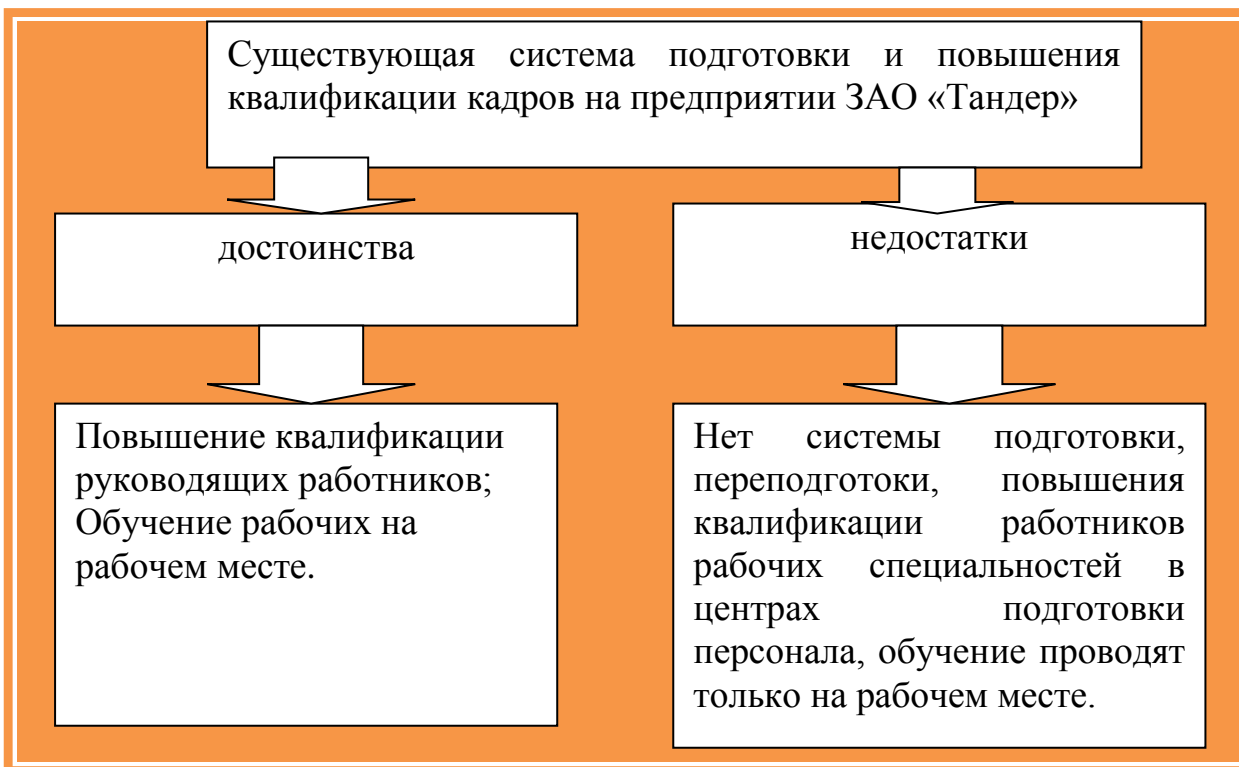 Существующая система подготовки и повышения
квалификации кадров на предприятии ЗАО «Тандер»
достоинства
недостатки
Повышение квалификации
руководящих работников;
Обучение рабочих на
рабочем месте.
Нет системы подготовки,
переподготоки, повышения
квалификации работников
рабочих специальностей в
центрах подготовки
персонала, обучение проводят
только на рабочем месте.